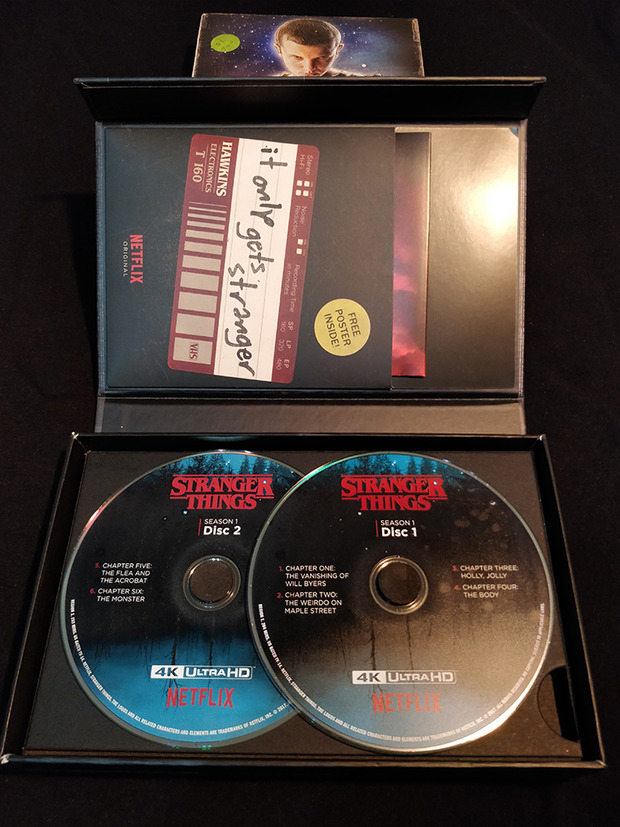 HAWKINS
ELECTRONICS
T 160
Stereo
Hi-Fi
Noise
Reduction
Recording Time
in minutes
SP LP EP
160 320 480
VHS
it only gets
stranger
NETFLIX
ORIGINAL
FREE
POSTER
INSIDE!
STRANGER
THINGS
SEASON 1
Disc 2
5. CHAPTER FIVE:
THE FLEA AND
THE ACROBAT
6. CHAPTER SIX:
THE MONSTER
4K ULTRA HD
NETFLIX
STRANGER
THINGS
SEASON 1
Disc 1
1. CHAPTER ONE:
THE VANISHING OF
WILL BYERS
2. CHAPTER TWO:
THE WEIRDO ON
MAPLE STREET
3. CHAPTER THREE:
HOLLY, JOLLY
4. CHAPTER FOUR:
THE BODY
4K ULTRA HD
NETFLIX